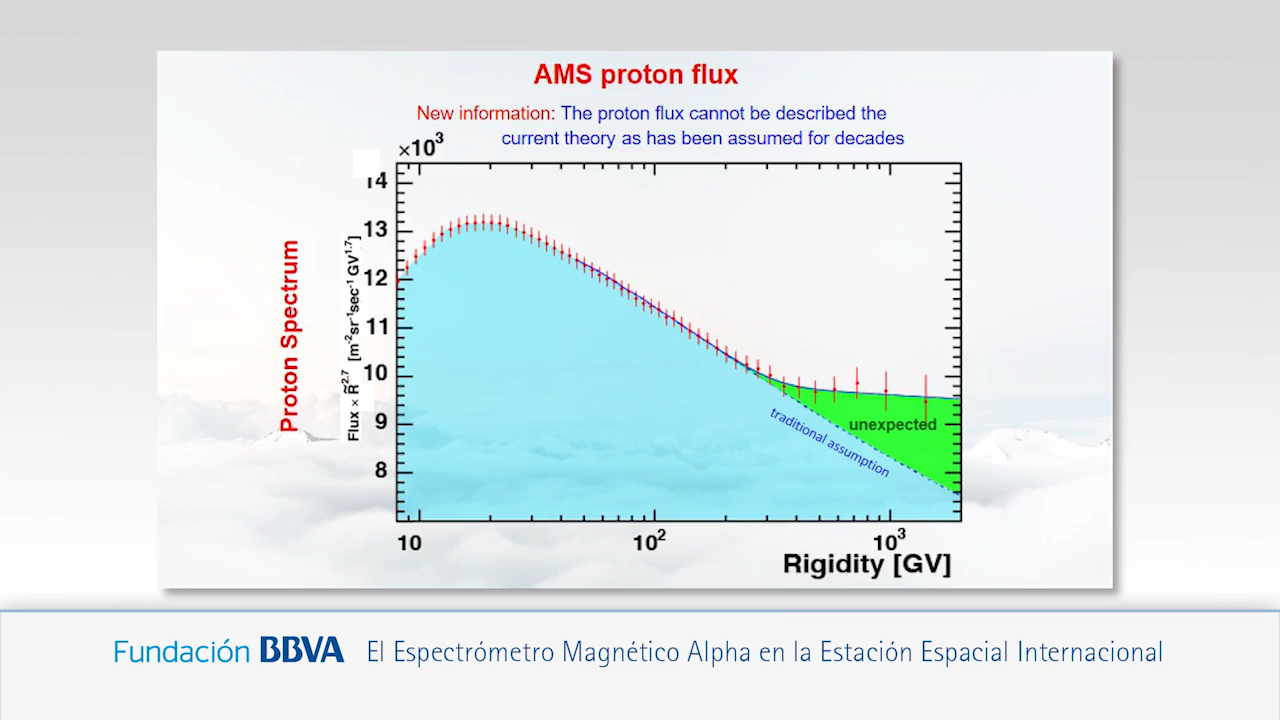 AMS proton flux
New information: The proton flux cannot be described the
current theory as has been assumed for decades
×10³
14
13
12
11
10
9
8
Proton Spectrum
Flux × R̃²·⁷ [m⁻²sr⁻¹sec⁻¹GV¹·⁷]
unexpected
traditional assumption
10
10²
10³
Rigidity [GV]
Fundación BBVA El Espectrómetro Magnético Alpha en la Estación Espacial Internacional